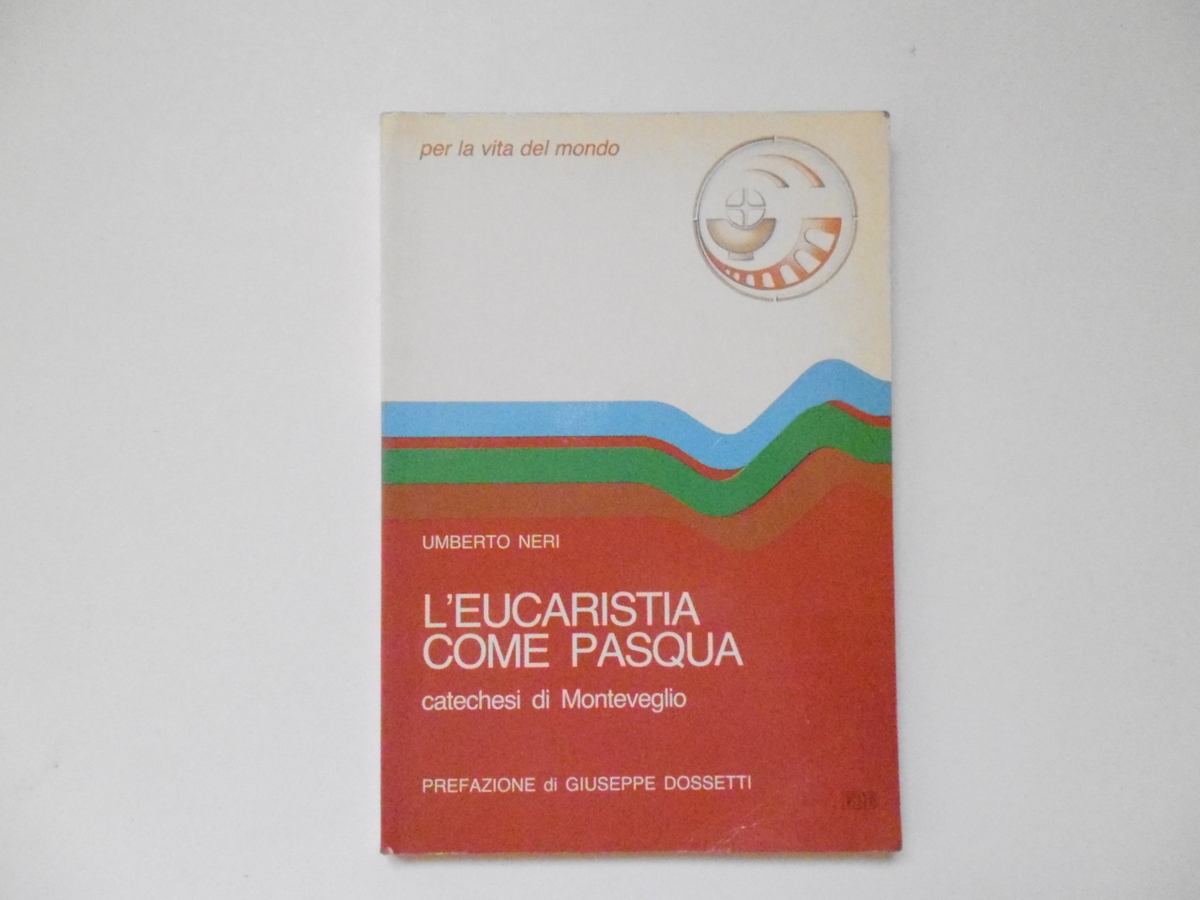 per la vita del mondo
UMBERTO NERI
L'EUCARISTIA
COME PASQUA
catechesi di Monteveglio
PREFAZIONE di GIUSEPPE DOSSETTI